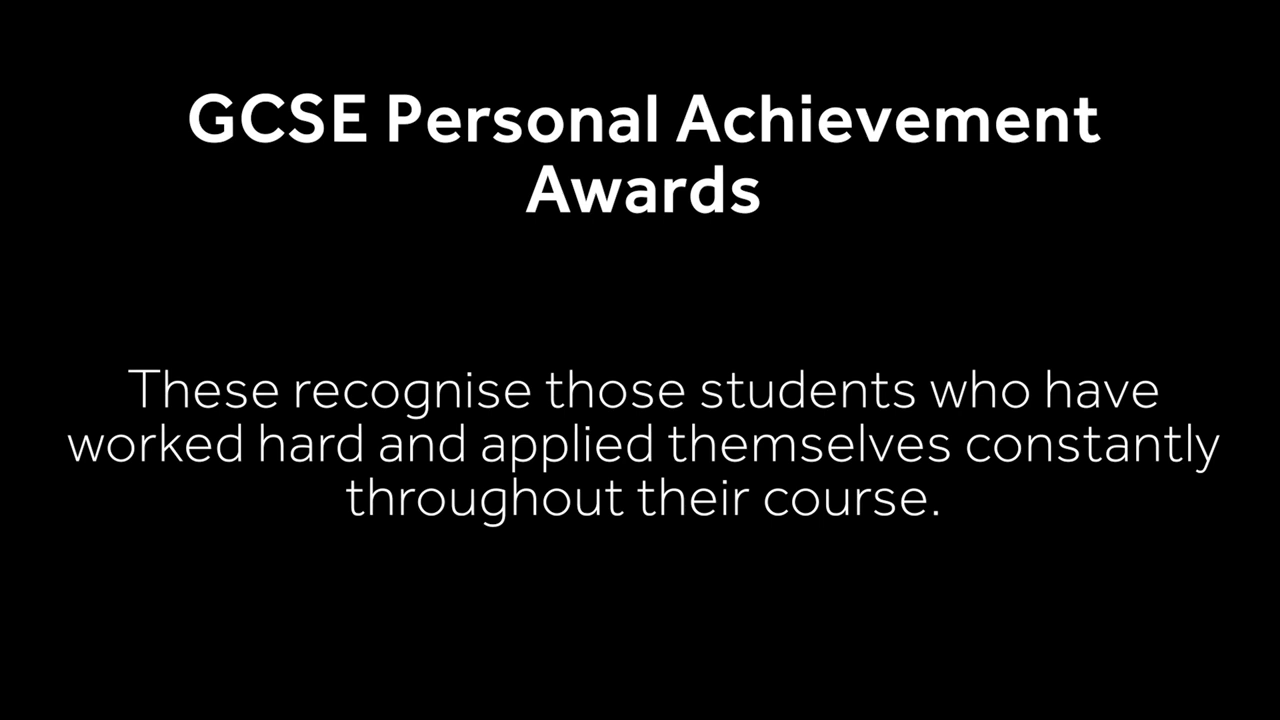 GCSE Personal Achievement
Awards
These recognise those students who have
worked hard and applied themselves constantly
throughout their course.